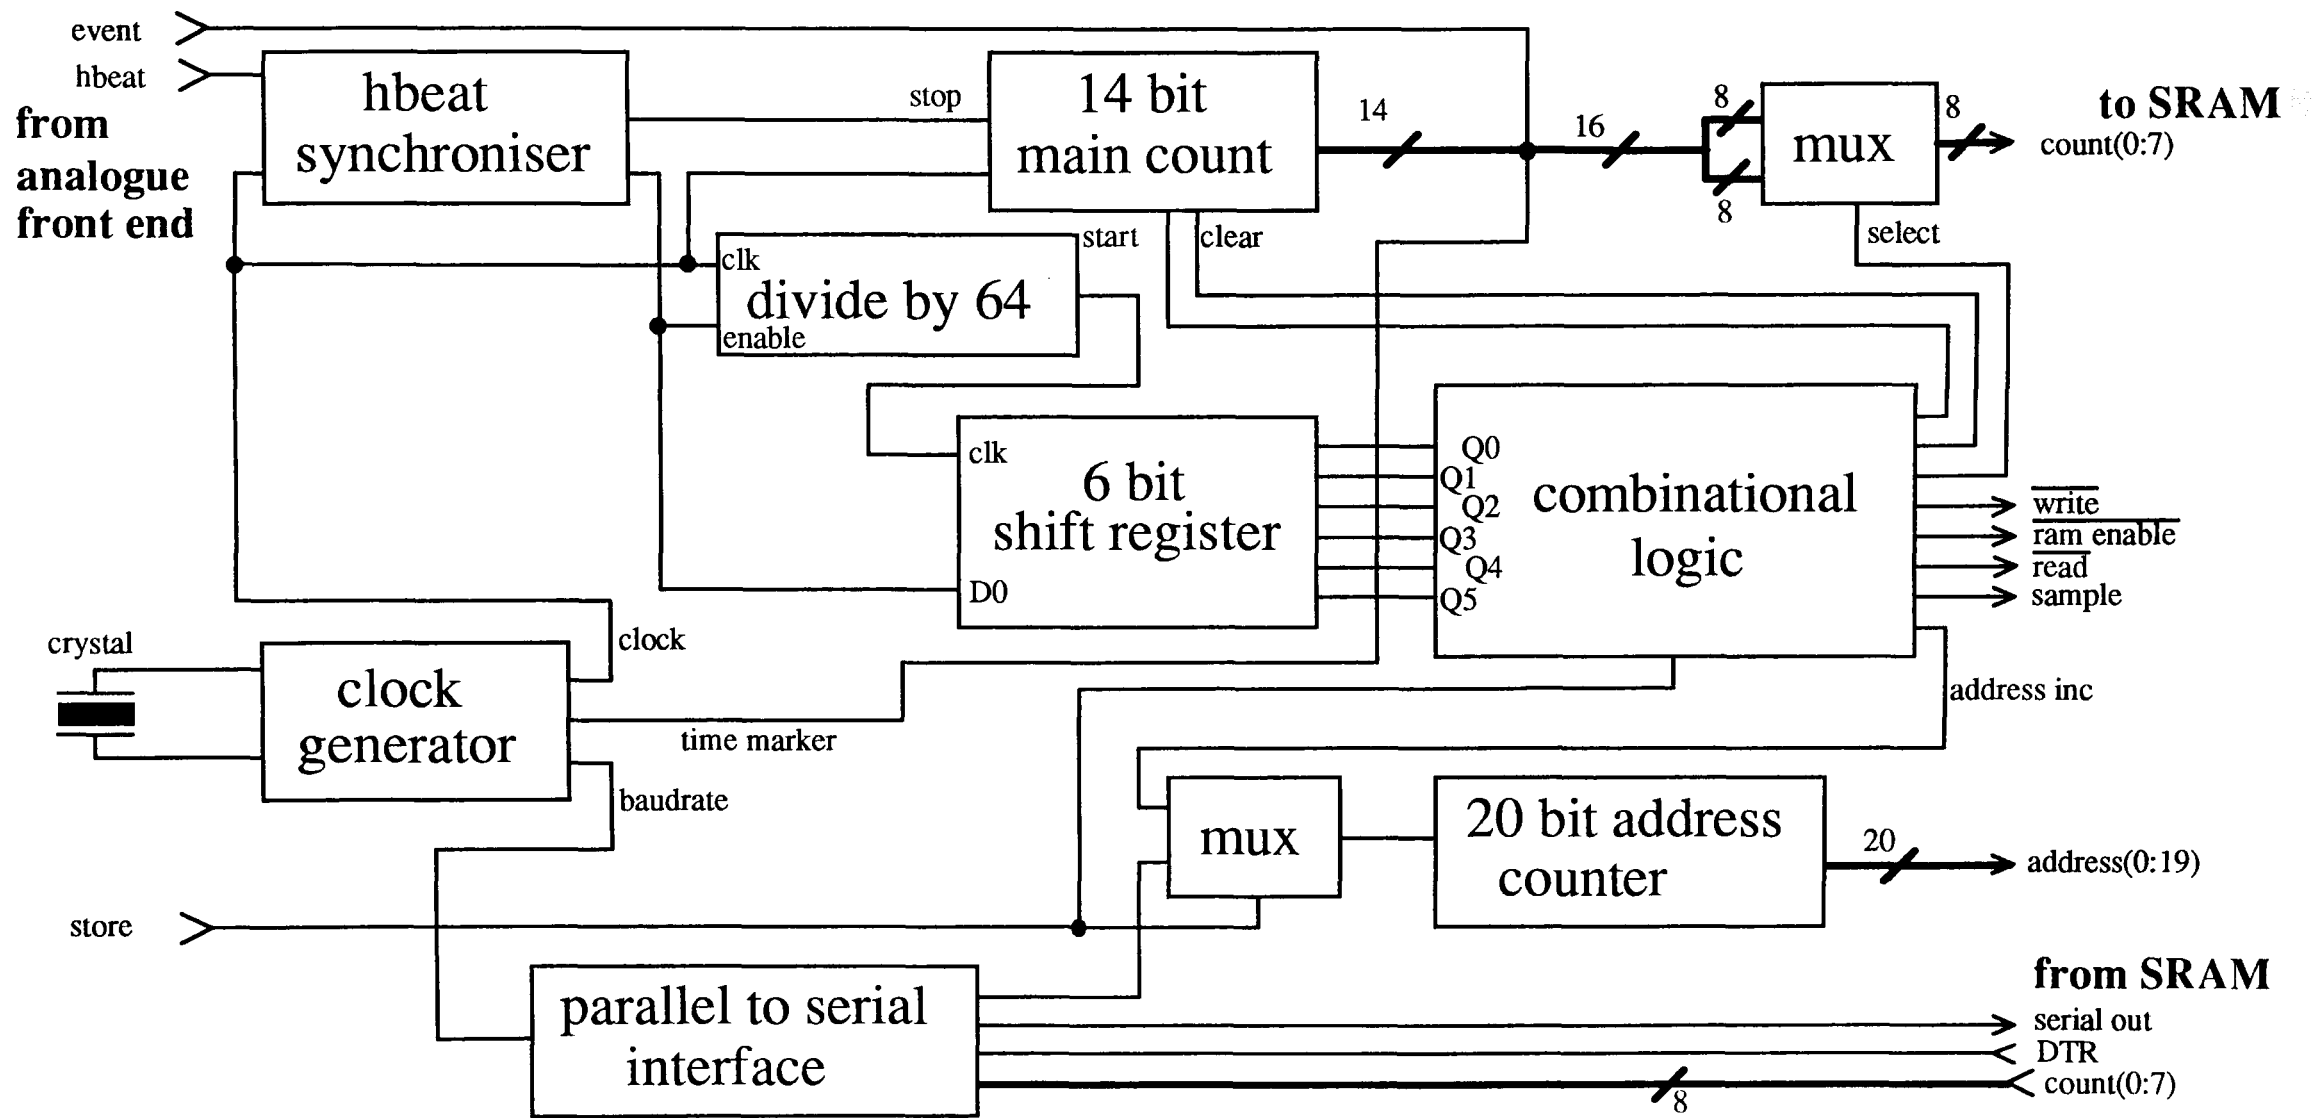 event
hbeat
from
analogue
front end
hbeat
synchroniser
stop
14 bit
main count
14
16
8
8
mux
8
to SRAM
count(0:7)
select
start
clear
clk
divide by 64
enable
clk
6 bit
shift register
D0
Q0
Q1
Q2
Q3
Q4
Q5
combinational
logic
write
ram enable
read
sample
crystal
clock
generator
clock
time marker
baudrate
address inc
mux
20 bit address
counter
20
address(0:19)
store
parallel to serial
interface
from SRAM
serial out
DTR
count(0:7)
8